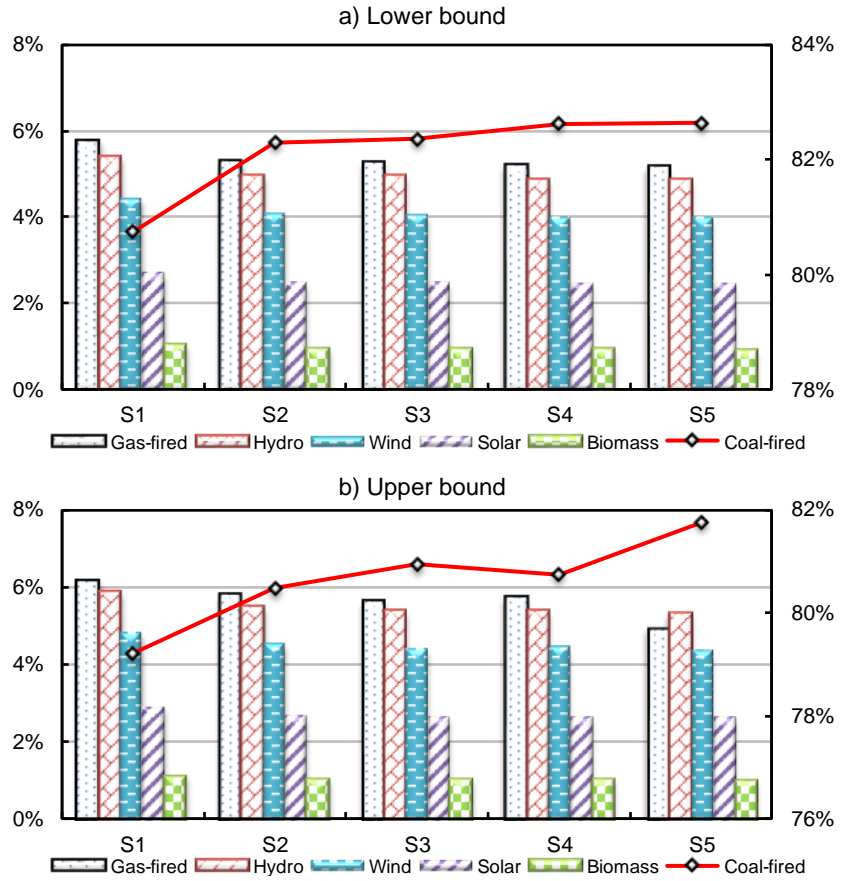 a) Lower bound
8% 84%
6% 82%
4% 80%
2%
0% 78%
S1 S2 S3 S4 S5
Gas-fired Hydro Wind Solar Biomass Coal-fired
b) Upper bound
8% 82%
6% 80%
4%
2% 78%
0% 76%
S1 S2 S3 S4 S5
Gas-fired Hydro Wind Solar Biomass Coal-fired